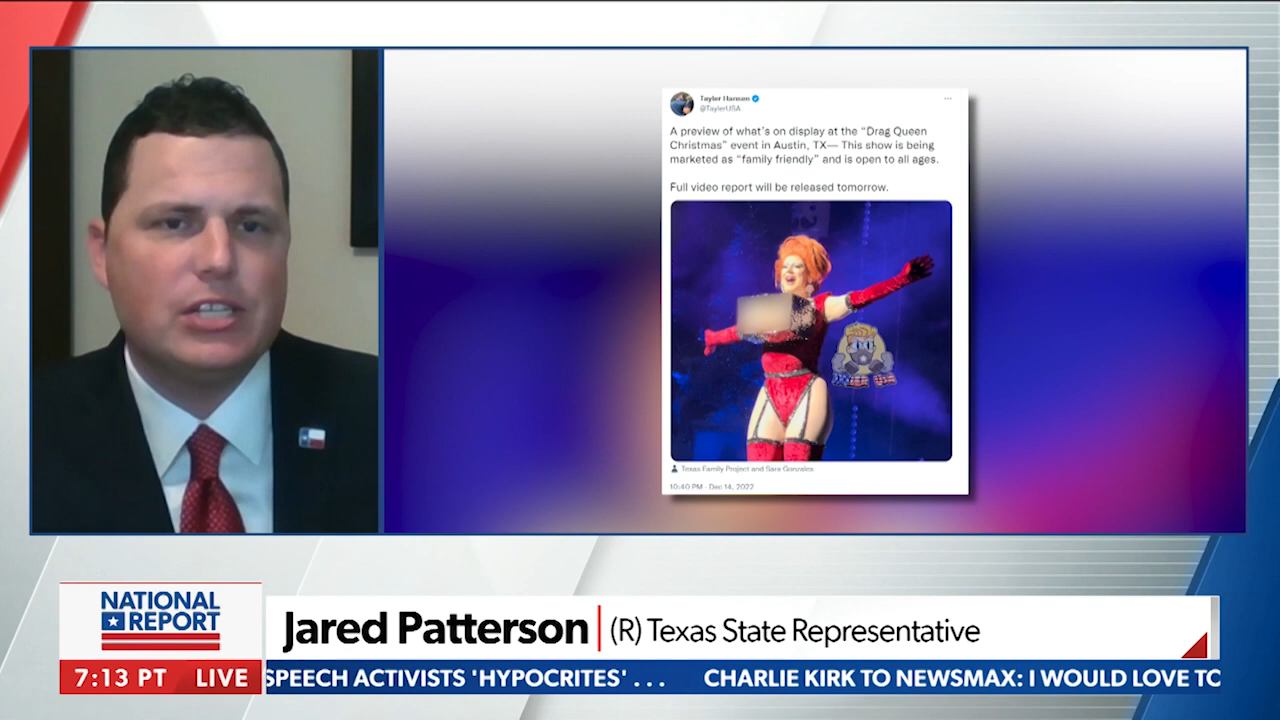 Tayler Hansen
@TaylerUSA
A preview of what's on display at the "Drag Queen
Christmas" event in Austin, TX— This show is being
marketed as "family friendly" and is open to all ages.
Full video report will be released tomorrow.
Texas Family Project and Sara Gonzales
10:40 PM · Dec 14, 2022
NATIONAL
REPORT
Jared Patterson
(R) Texas State Representative
7:13 PT LIVE
SPEECH ACTIVISTS 'HYPOCRITES' . . . CHARLIE KIRK TO NEWSMAX: I WOULD LOVE TO